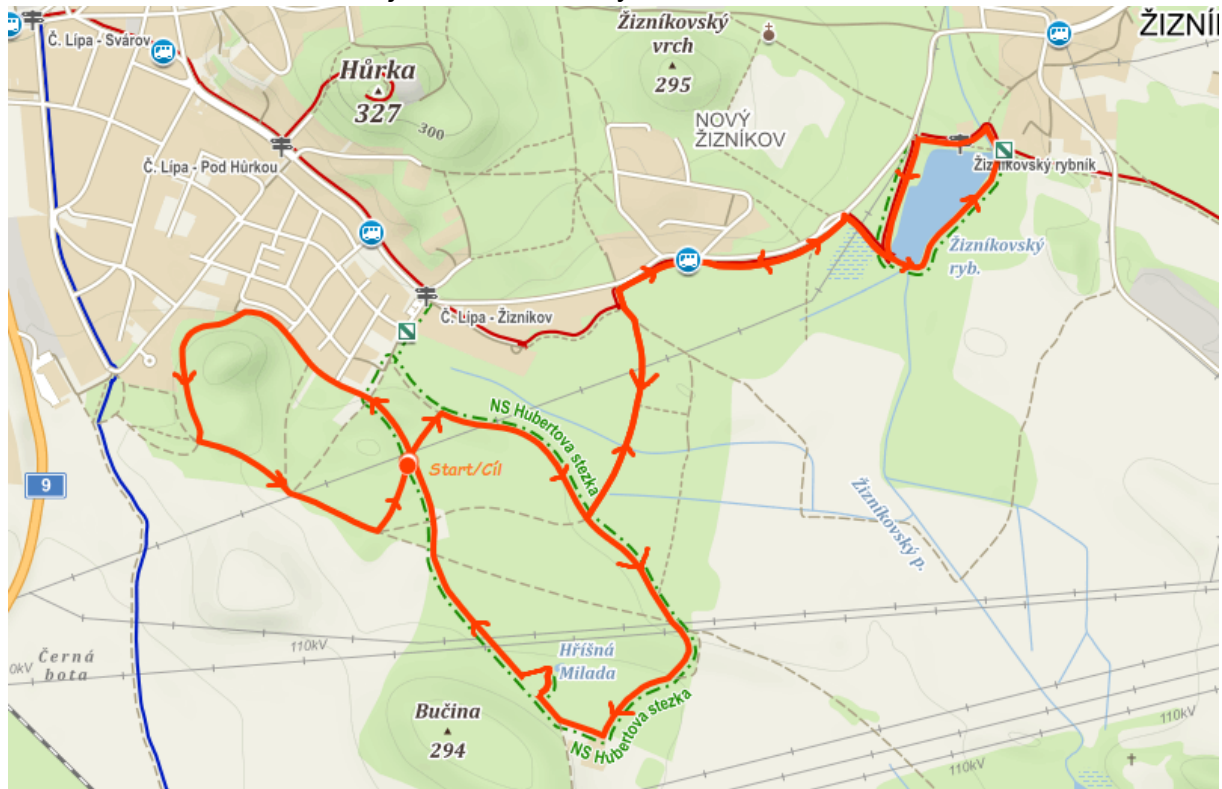 Č. Lípa - Svárov
Žizníkovský
vrch
295
Hůrka
327
300
NOVÝ
ŽIZNÍKOV
Č. Lípa - Pod Hůrkou
Žizníkovský rybník
Žizníkovský
ryb.
Č. Lípa - Žizníkov
NS Hubertova stezka
Start/Cíl
9
Žizníkovský p.
110kV
Černá
bota
Hříšná
Milada
Bučina
294
NS Hubertova stezka
110kV
110kV